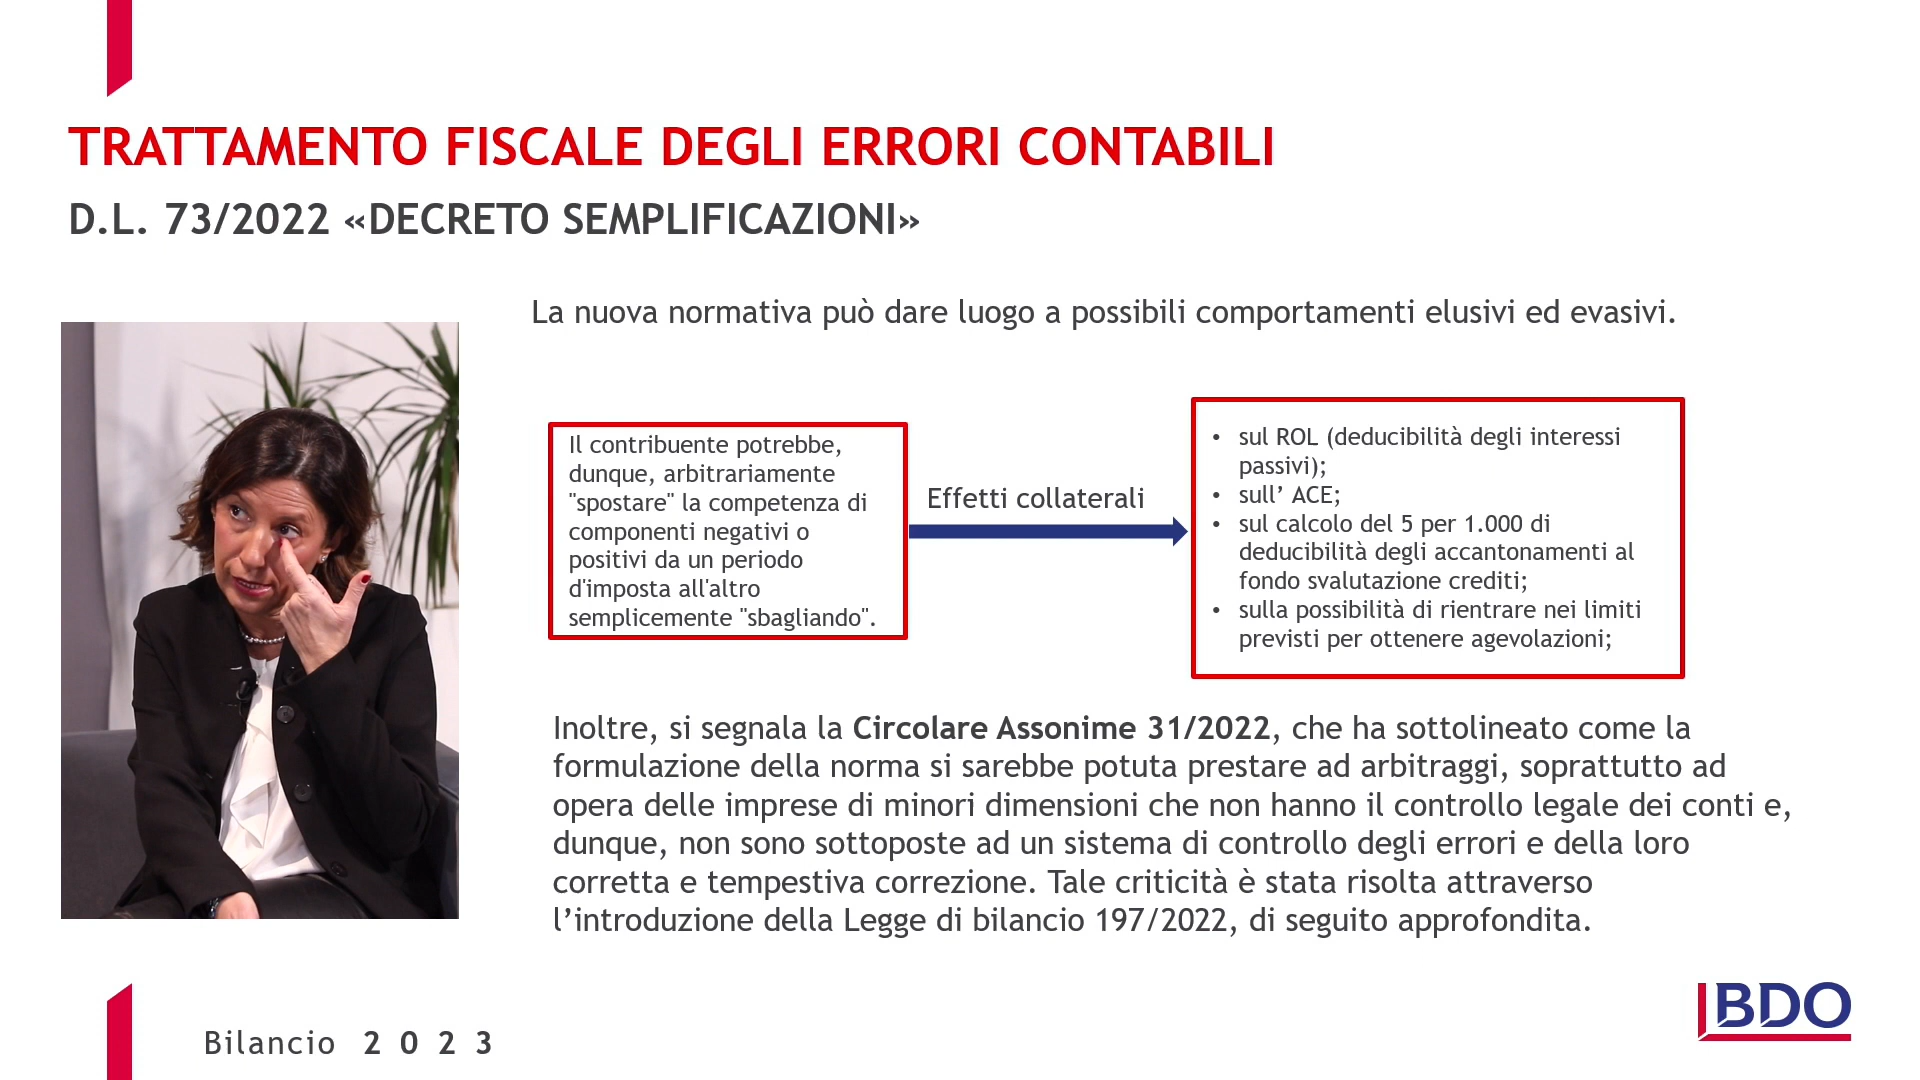 TRATTAMENTO FISCALE DEGLI ERRORI CONTABILI
D.L. 73/2022 «DECRETO SEMPLIFICAZIONI»
La nuova normativa può dare luogo a possibili comportamenti elusivi ed evasivi.
Il contribuente potrebbe,
dunque, arbitrariamente
"spostare" la competenza di
componenti negativi o
positivi da un periodo
d'imposta all'altro
semplicemente "sbagliando".
Effetti collaterali
• sul ROL (deducibilità degli interessi
passivi);
• sull’ ACE;
• sul calcolo del 5 per 1.000 di
deducibilità degli accantonamenti al
fondo svalutazione crediti;
• sulla possibilità di rientrare nei limiti
previsti per ottenere agevolazioni;
Inoltre, si segnala la Circolare Assonime 31/2022, che ha sottolineato come la
formulazione della norma si sarebbe potuta prestare ad arbitraggi, soprattutto ad
opera delle imprese di minori dimensioni che non hanno il controllo legale dei conti e,
dunque, non sono sottoposte ad un sistema di controllo degli errori e della loro
corretta e tempestiva correzione. Tale criticità è stata risolta attraverso
l’introduzione della Legge di bilancio 197/2022, di seguito approfondita.
Bilancio 2 0 2 3
BDO